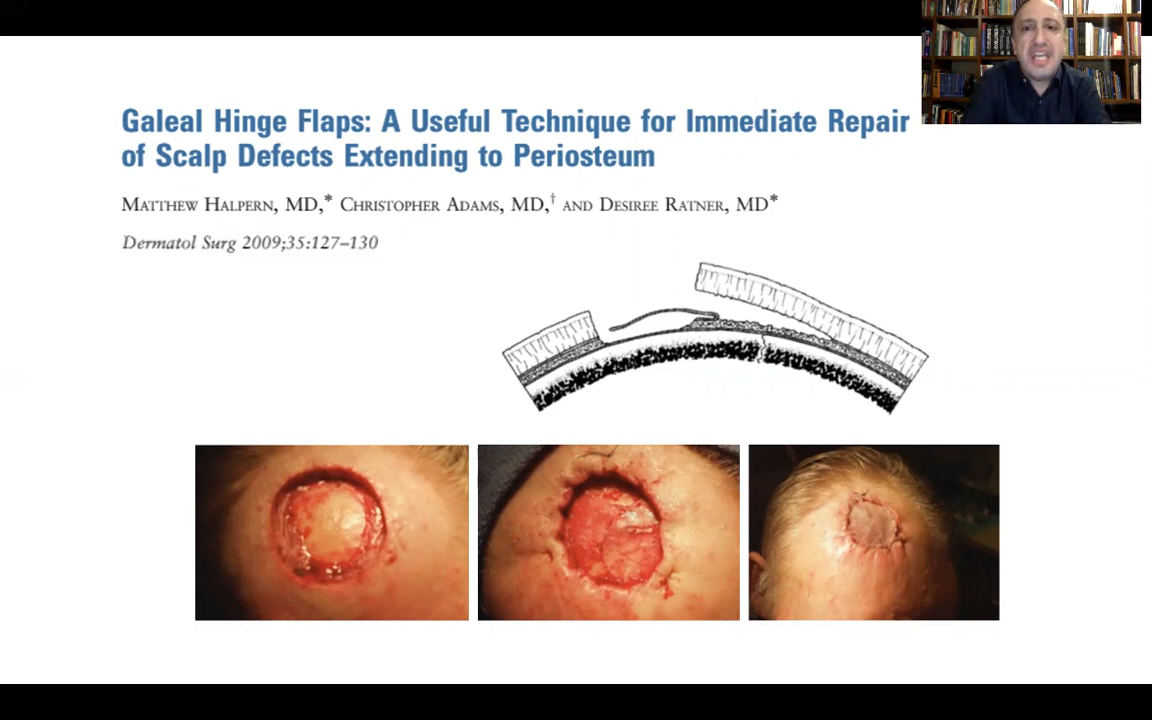 Galeal Hinge Flaps: A Useful Technique for Immediate Repair
of Scalp Defects Extending to Periosteum
MATTHEW HALPERN, MD,* CHRISTOPHER ADAMS, MD,† AND DESIREE RATNER, MD*
Dermatol Surg 2009;35:127–130